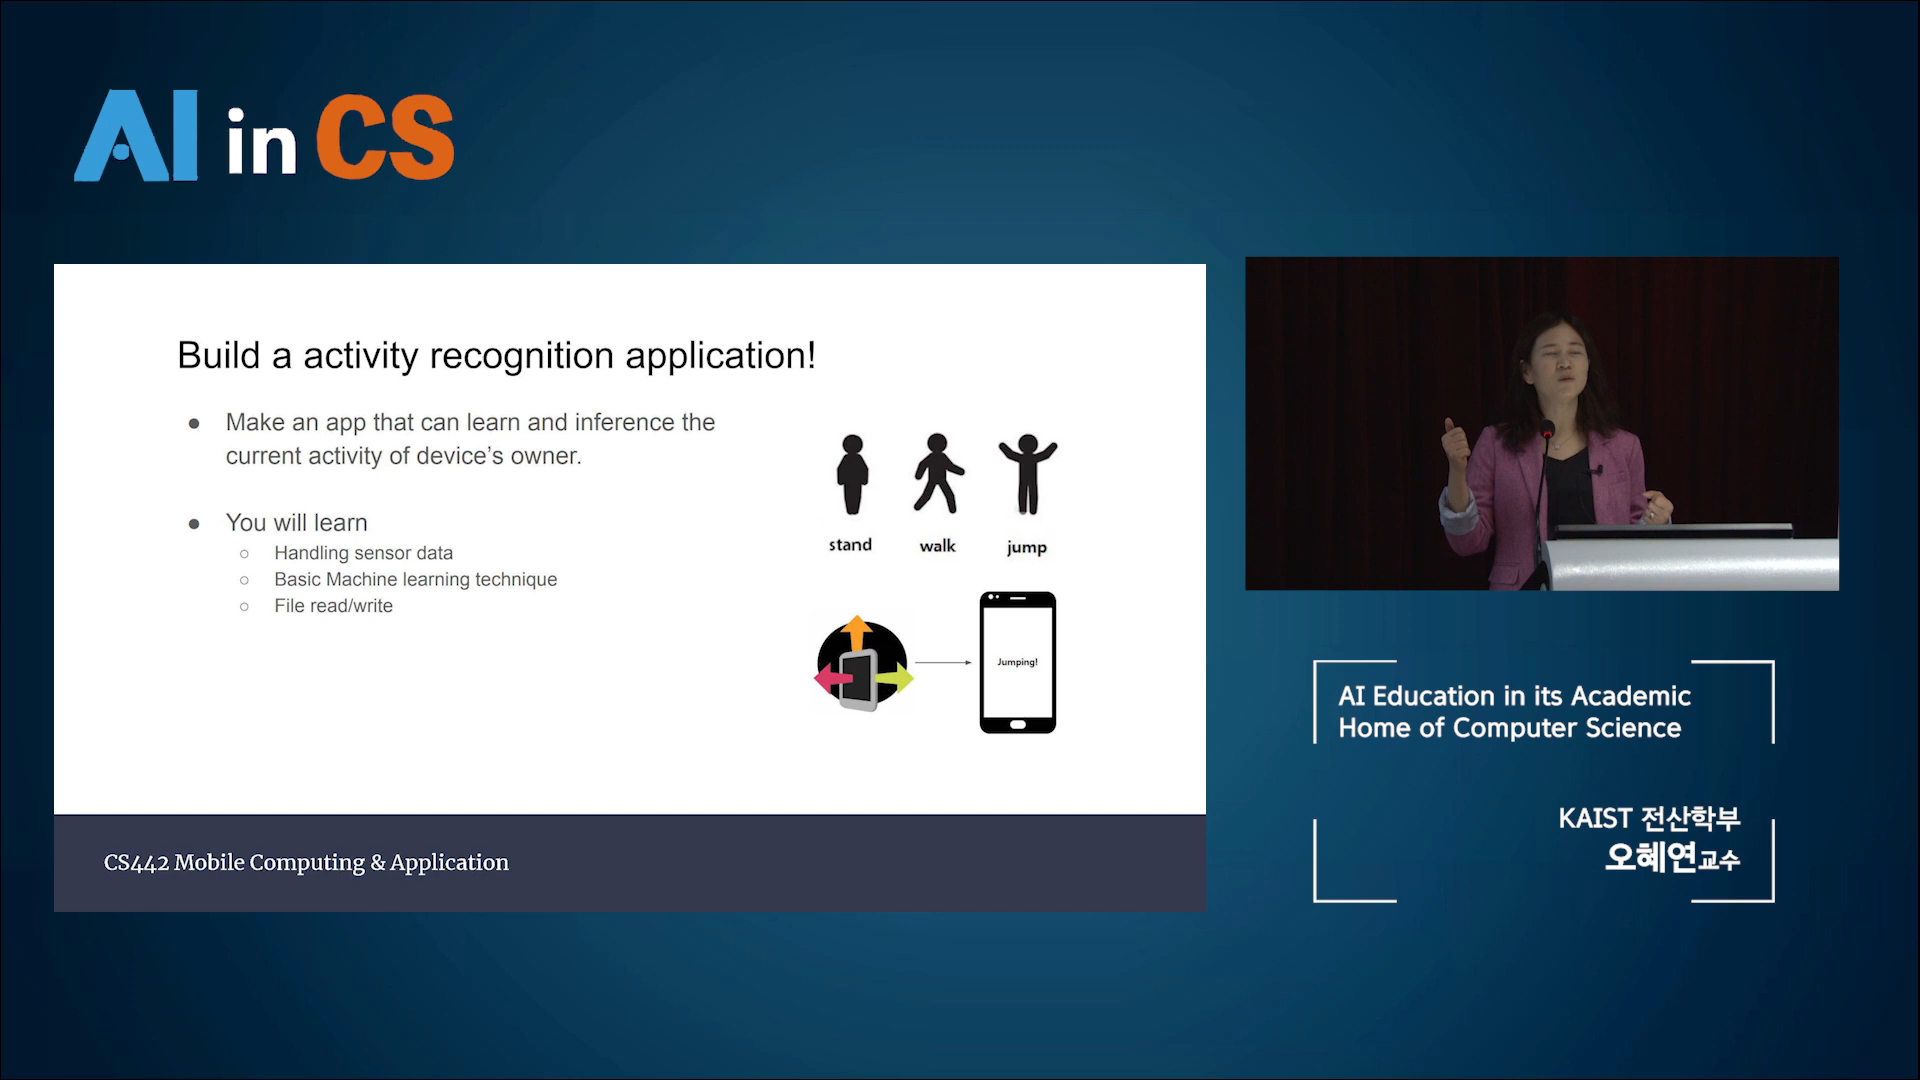 AI in CS
Build a activity recognition application!
● Make an app that can learn and inference the
current activity of device's owner.
● You will learn
○ Handling sensor data
○ Basic Machine learning technique
○ File read/write
stand walk jump
Jumping!
CS442 Mobile Computing & Application
AI Education in its Academic
Home of Computer Science
KAIST 전산학부
오혜연교수